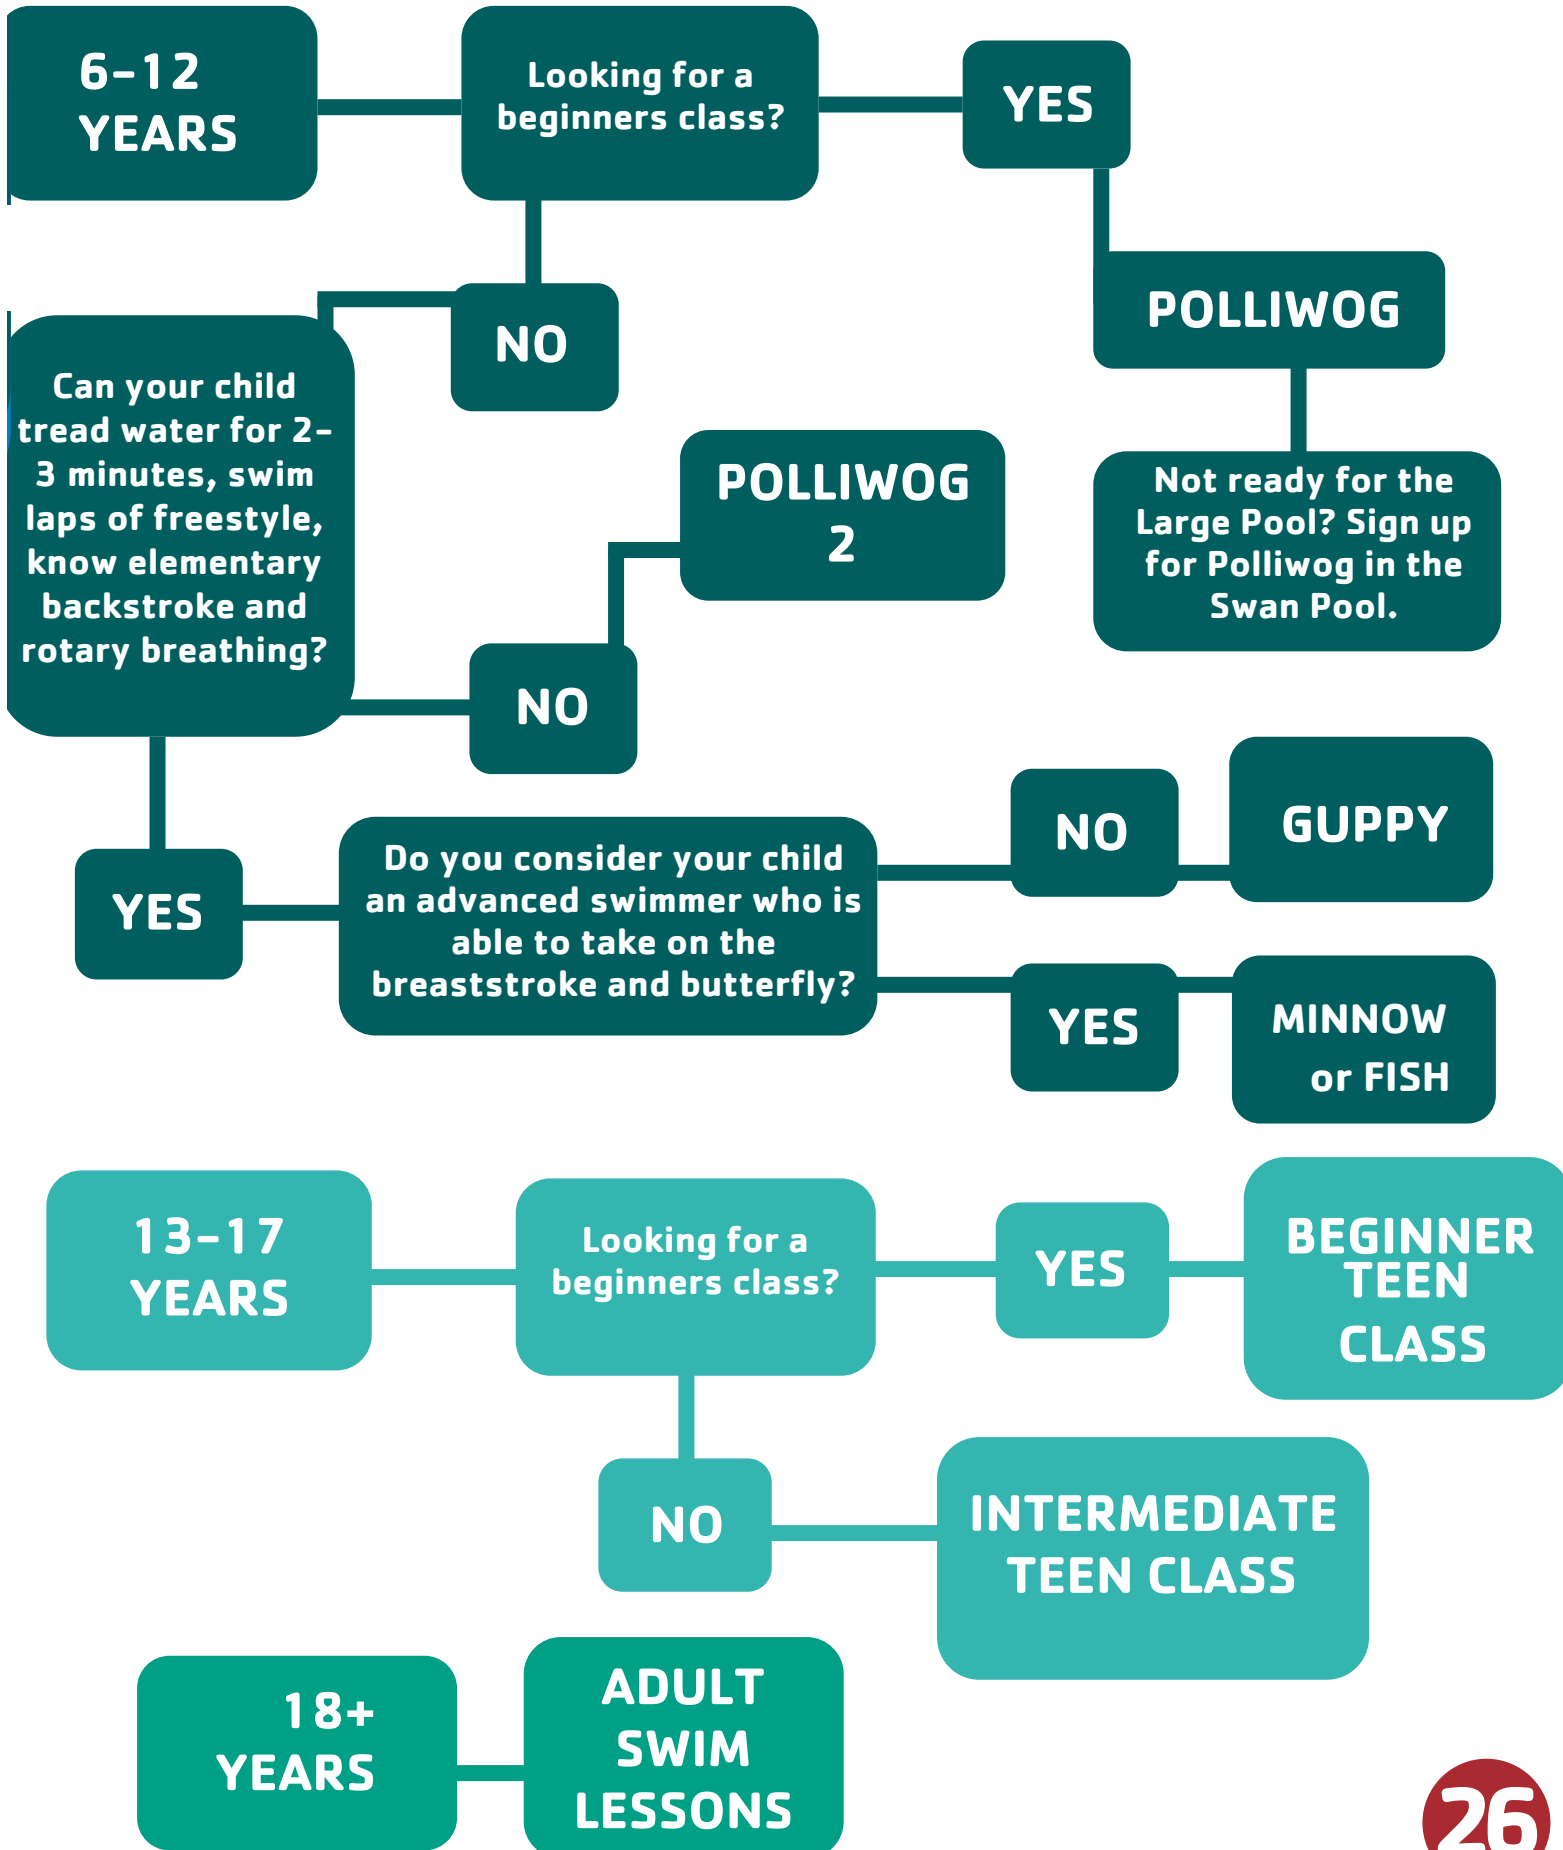 6-12
YEARS
Looking for a
beginners class?
YES
POLLIWOG
Not ready for the
Large Pool? Sign up
for Polliwog in the
Swan Pool.
NO
Can your child
tread water for 2-
3 minutes, swim
laps of freestyle,
know elementary
backstroke and
rotary breathing?
NO
POLLIWOG
2
YES
Do you consider your child
an advanced swimmer who is
able to take on the
breaststroke and butterfly?
NO
GUPPY
YES
MINNOW
or FISH
13-17
YEARS
Looking for a
beginners class?
YES
BEGINNER
TEEN
CLASS
NO
INTERMEDIATE
TEEN CLASS
18+
YEARS
ADULT
SWIM
LESSONS
26